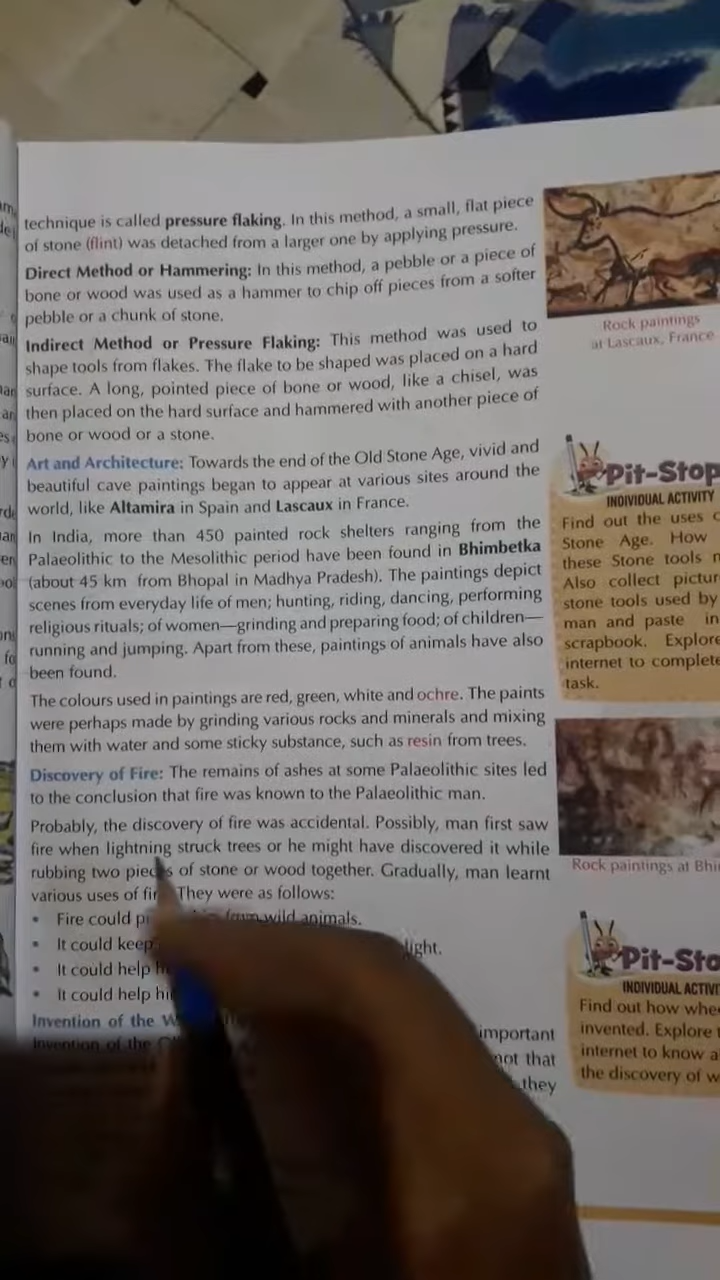 technique is called pressure flaking. In this method, a small, flat piece
of stone (flint) was detached from a larger one by applying pressure.
Direct Method or Hammering: In this method, a pebble or a piece of
bone or wood was used as a hammer to chip off pieces from a softer
pebble or a chunk of stone.
Indirect Method or Pressure Flaking: This method was used to
shape tools from flakes. The flake to be shaped was placed on a hard
surface. A long, pointed piece of bone or wood, like a chisel, was
then placed on the hard surface and hammered with another piece of
bone or wood or a stone.
Art and Architecture: Towards the end of the Old Stone Age, vivid and
beautiful cave paintings began to appear at various sites around the
world, like Altamira in Spain and Lascaux in France.
In India, more than 450 painted rock shelters ranging from the
Palaeolithic to the Mesolithic period have been found in Bhimbetka
(about 45 km from Bhopal in Madhya Pradesh). The paintings depict
scenes from everyday life of men; hunting, riding, dancing, performing
religious rituals; of women—grinding and preparing food; of children—
running and jumping. Apart from these, paintings of animals have also
been found.
The colours used in paintings are red, green, white and ochre. The paints
were perhaps made by grinding various rocks and minerals and mixing
them with water and some sticky substance, such as resin from trees.
Discovery of Fire: The remains of ashes at some Palaeolithic sites led
to the conclusion that fire was known to the Palaeolithic man.
Probably, the discovery of fire was accidental. Possibly, man first saw
fire when lightning struck trees or he might have discovered it while
rubbing two pieces of stone or wood together. Gradually, man learnt
various uses of They were as follows:
• Fire could wild animals.
• It could keep light.
• It could help
• It could help
Invention of the important
Invention of the not that
they
Rock paintings
at Lascaux, France
Pit-Stop
INDIVIDUAL ACTIVITY
Find out the uses
Stone Age. How
these Stone tools
Also collect
stone tools used by
man and paste in
scrapbook. Explore
internet to complete
task.
Rock paintings at
INDIVIDUAL
Find out how
invented. Explore
internet to know
the discovery of